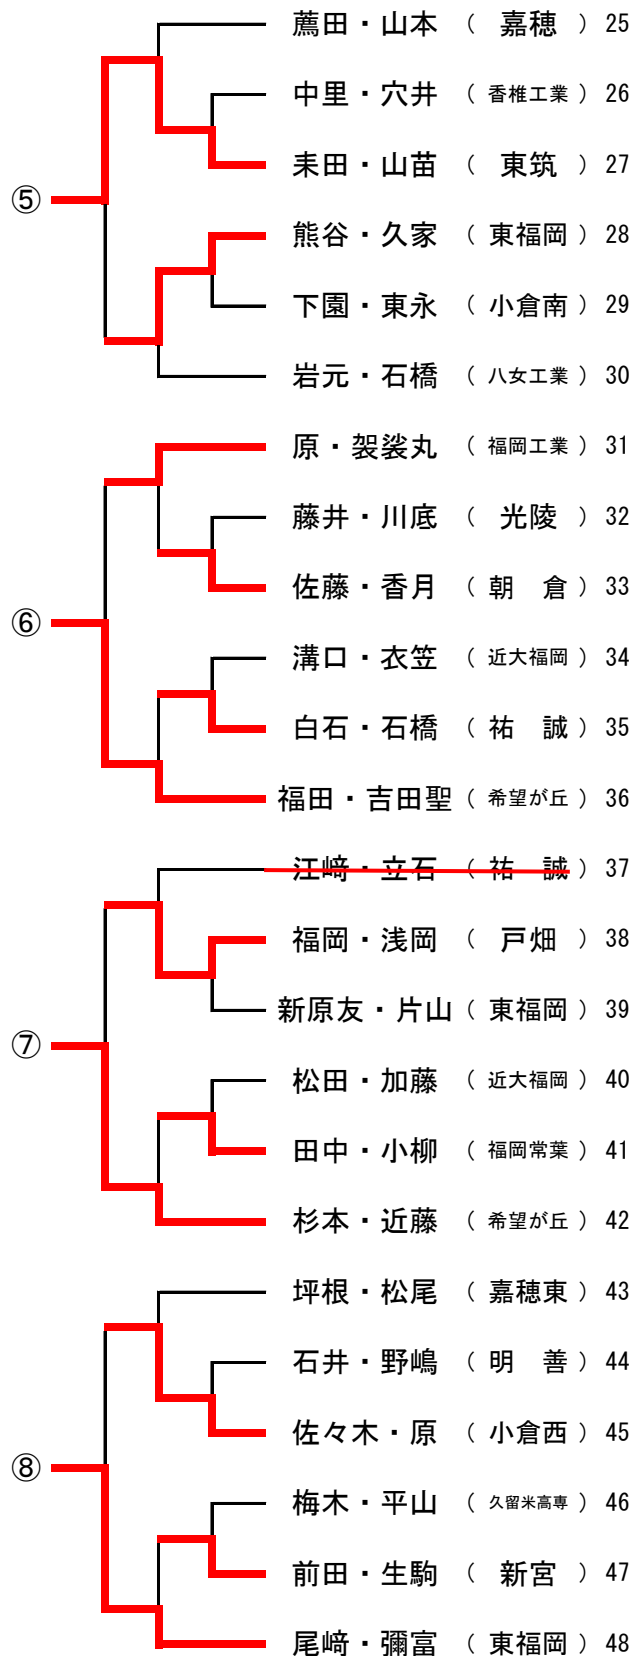 薦田・山本 ( 嘉穂 ) 25
中里・穴井 ( 香椎工業 ) 26
耒田・山苗 ( 東筑 ) 27
⑤
熊谷・久家 ( 東福岡 ) 28
下園・東永 ( 小倉南 ) 29
岩元・石橋 ( 八女工業 ) 30
原・袈裟丸 ( 福岡工業 ) 31
藤井・川底 ( 光陵 ) 32
佐藤・香月 ( 朝 倉 ) 33
⑥
溝口・衣笠 ( 近大福岡 ) 34
白石・石橋 ( 祐 誠 ) 35
福田・吉田聖 ( 希望が丘 ) 36
江﨑・立石 ( 祐 誠 ) 37
福岡・浅岡 ( 戸畑 ) 38
新原友・片山 ( 東福岡 ) 39
⑦
松田・加藤 ( 近大福岡 ) 40
田中・小柳 ( 福岡常葉 ) 41
杉本・近藤 ( 希望が丘 ) 42
坪根・松尾 ( 嘉穂東 ) 43
石井・野嶋 ( 明 善 ) 44
佐々木・原 ( 小倉西 ) 45
⑧
梅木・平山 ( 久留米高専 ) 46
前田・生駒 ( 新宮 ) 47
尾﨑・彌富 ( 東福岡 ) 48